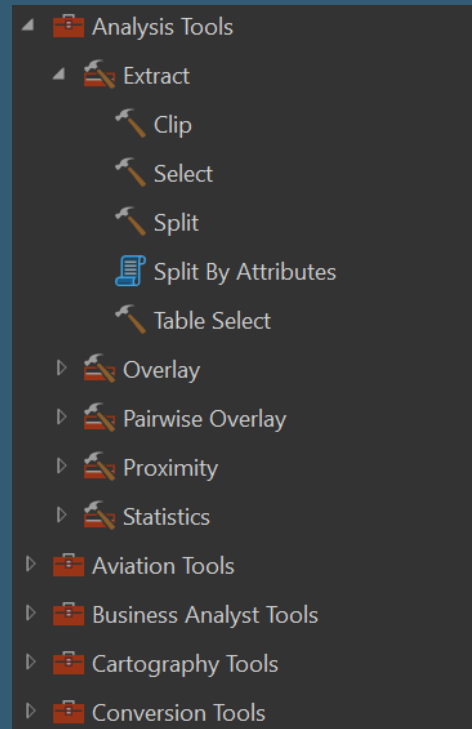 Analysis Tools
Extract
Clip
Select
Split
Split By Attributes
Table Select
Overlay
Pairwise Overlay
Proximity
Statistics
Aviation Tools
Business Analyst Tools
Cartography Tools
Conversion Tools